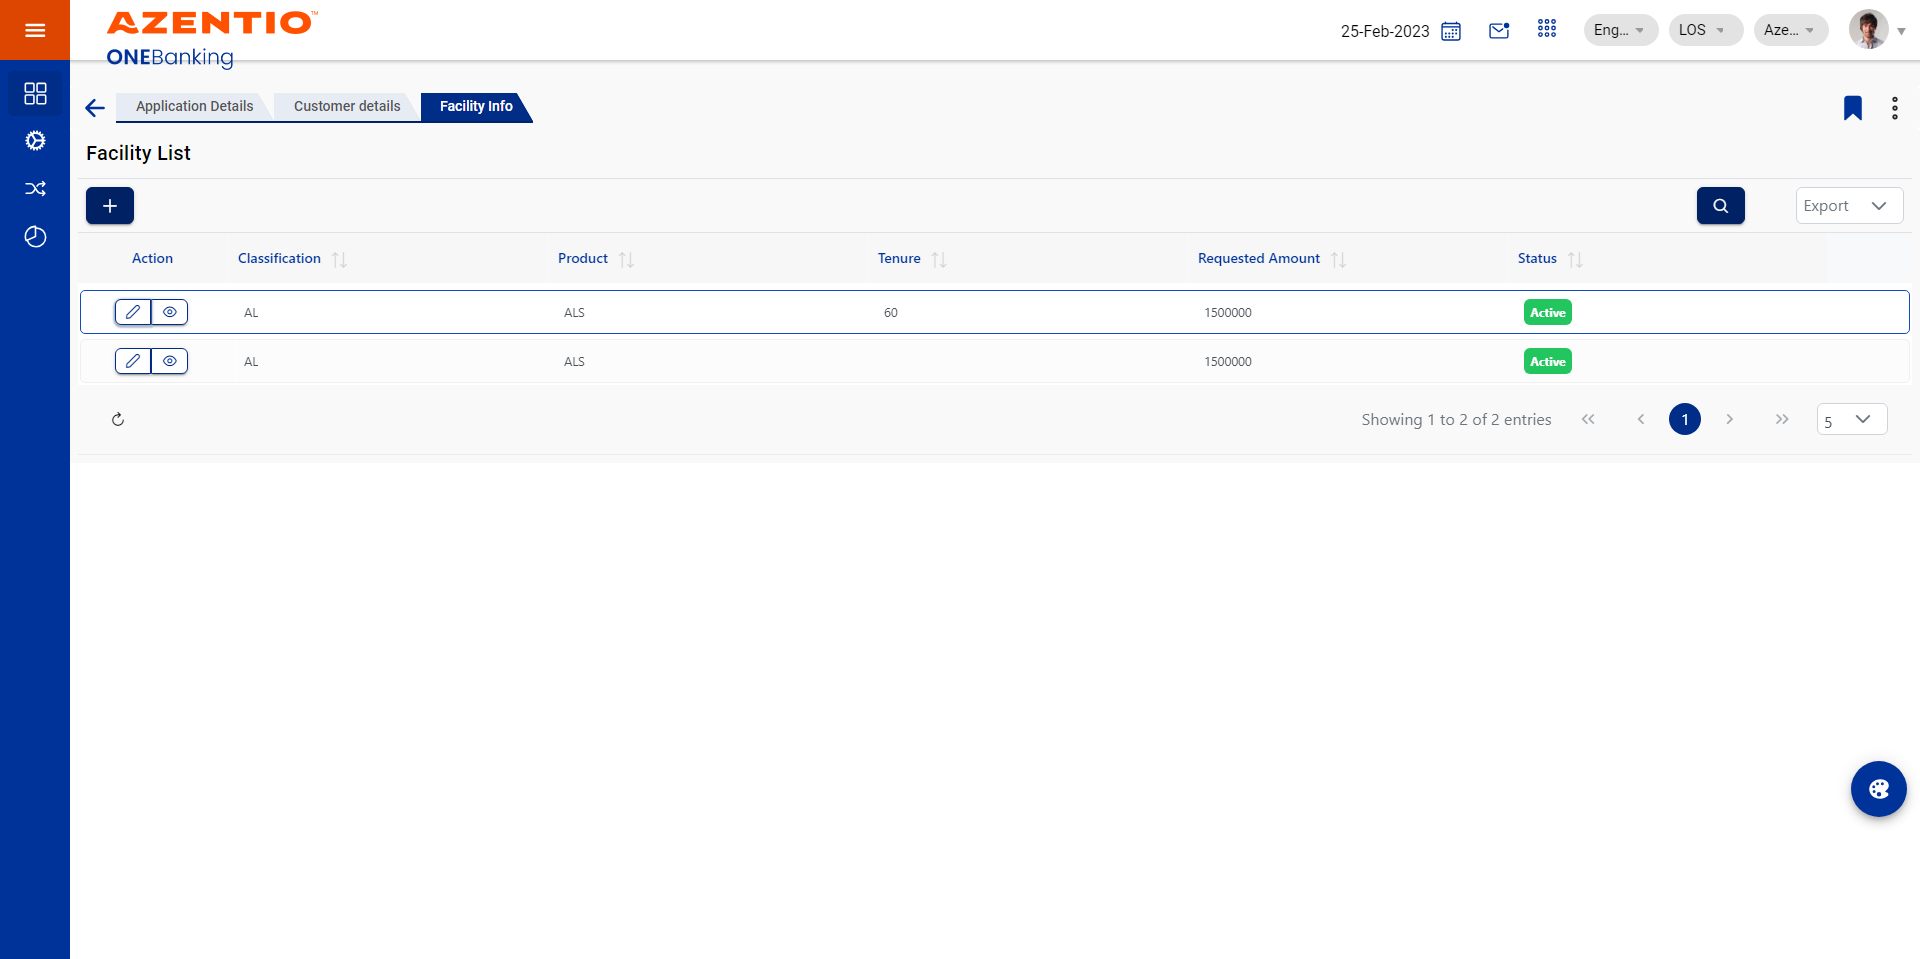 AZENTIO™
ONEBanking
25-Feb-2023
Eng...
LOS
Aze...
Application Details
Customer details
Facility Info
Facility List
Export
Action
Classification
Product
Tenure
Requested Amount
Status
AL
ALS
60
1500000
Active
AL
ALS
1500000
Active
Showing 1 to 2 of 2 entries
1
5